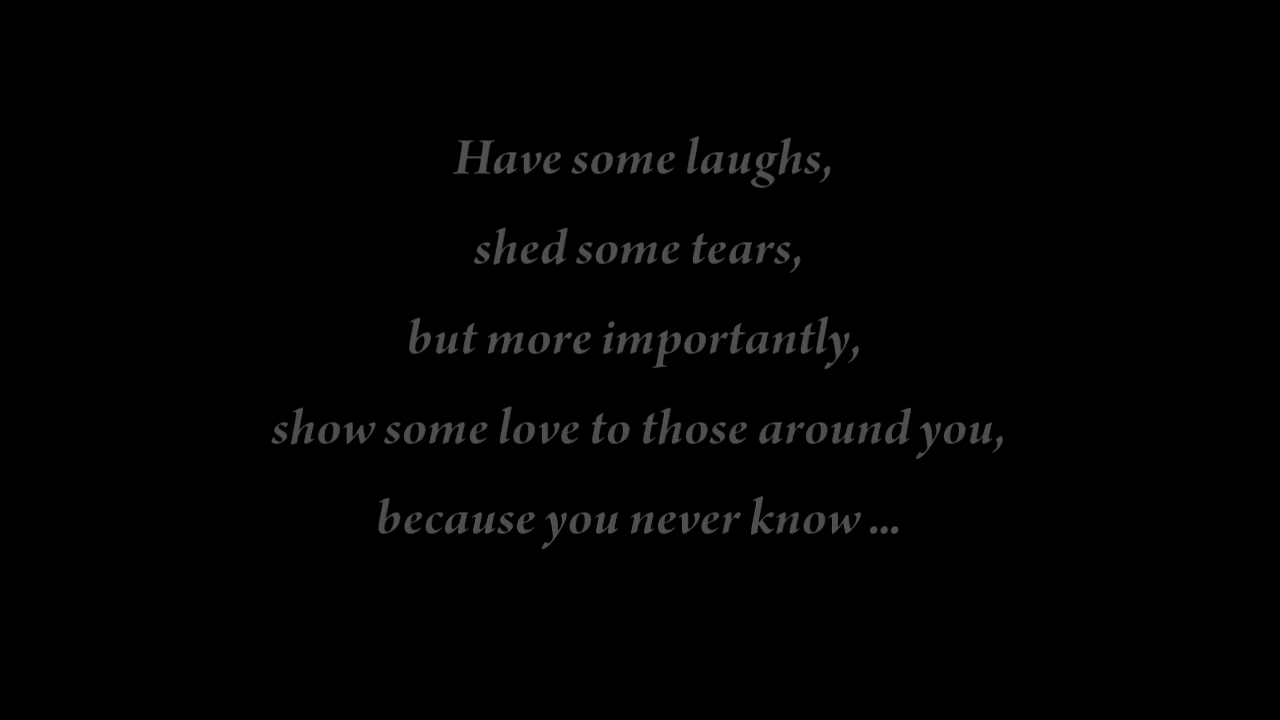 Have some laughs,
shed some tears,
but more importantly,
show some love to those around you,
because you never know ...